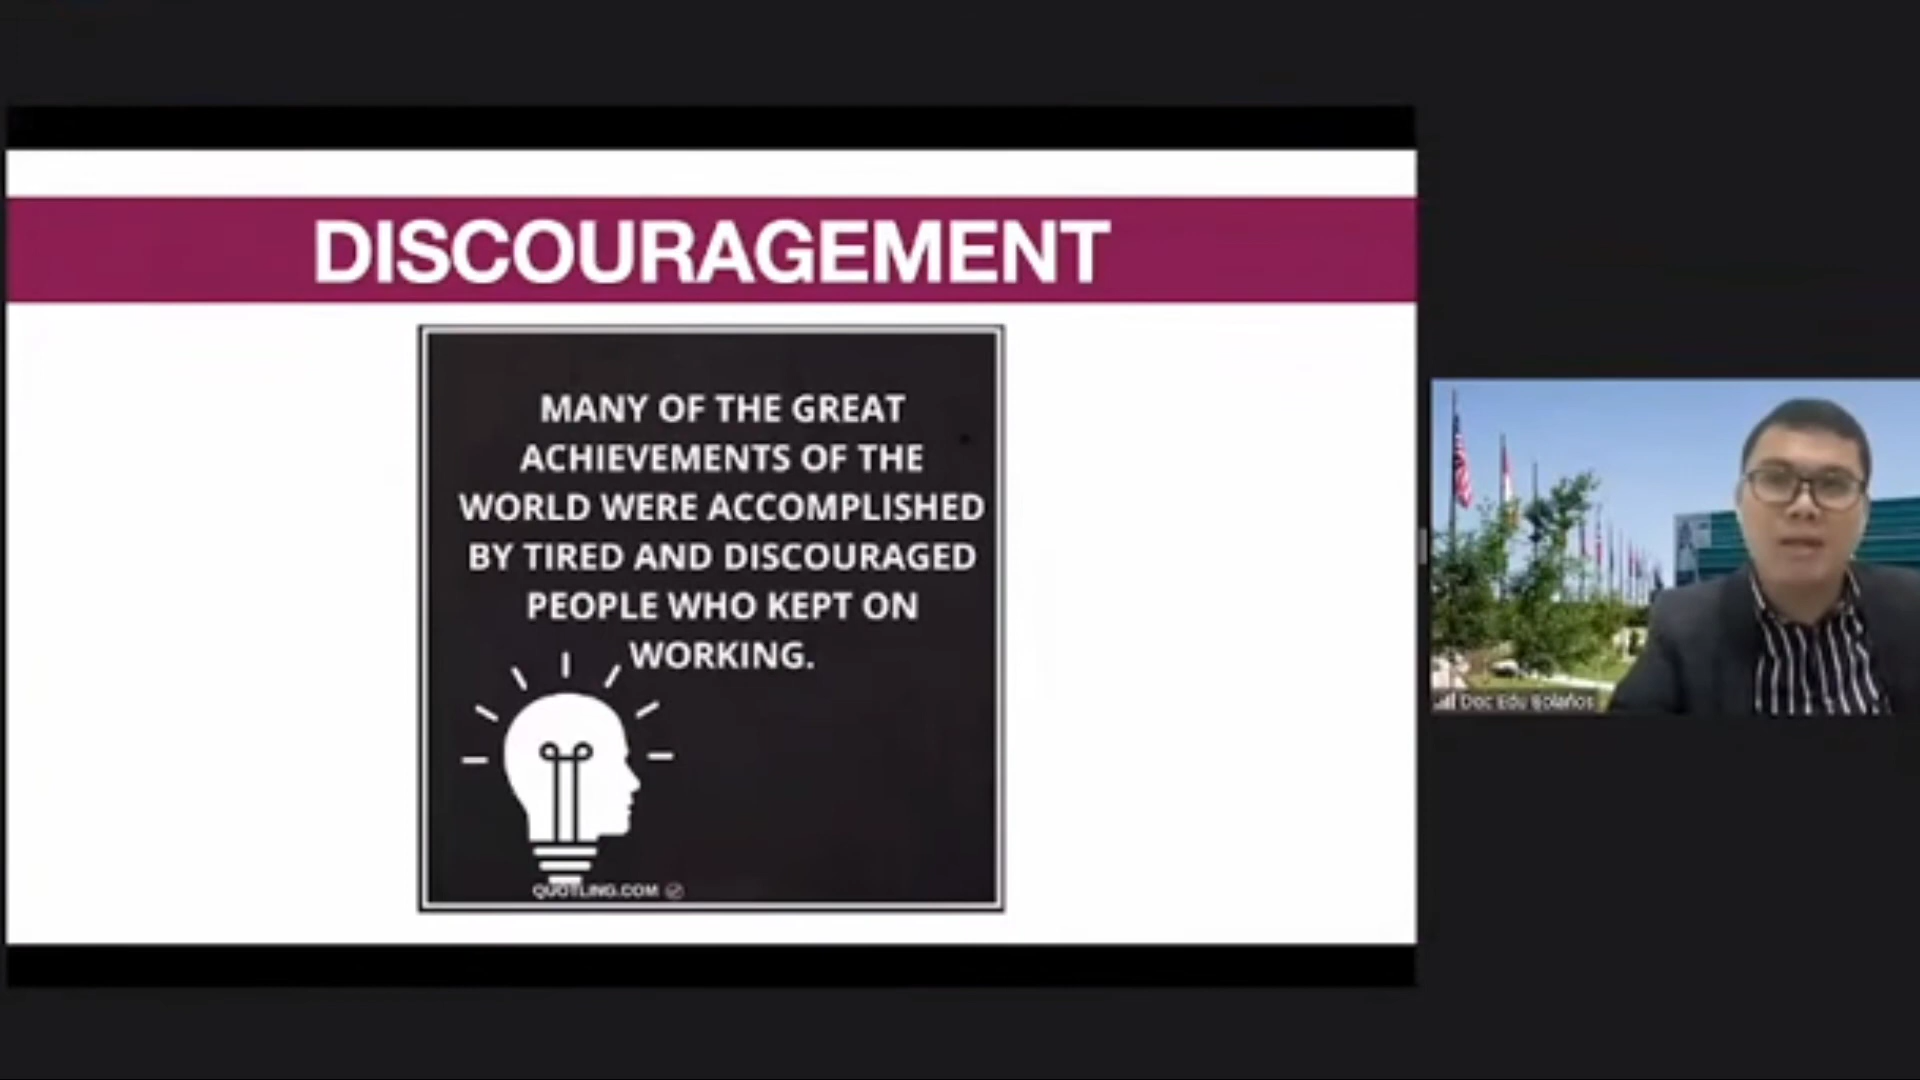 DISCOURAGEMENT
MANY OF THE GREAT
ACHIEVEMENTS OF THE
WORLD WERE ACCOMPLISHED
BY TIRED AND DISCOURAGED
PEOPLE WHO KEPT ON
WORKING.
QUOTLING.COM
Doc Edu Bolaños